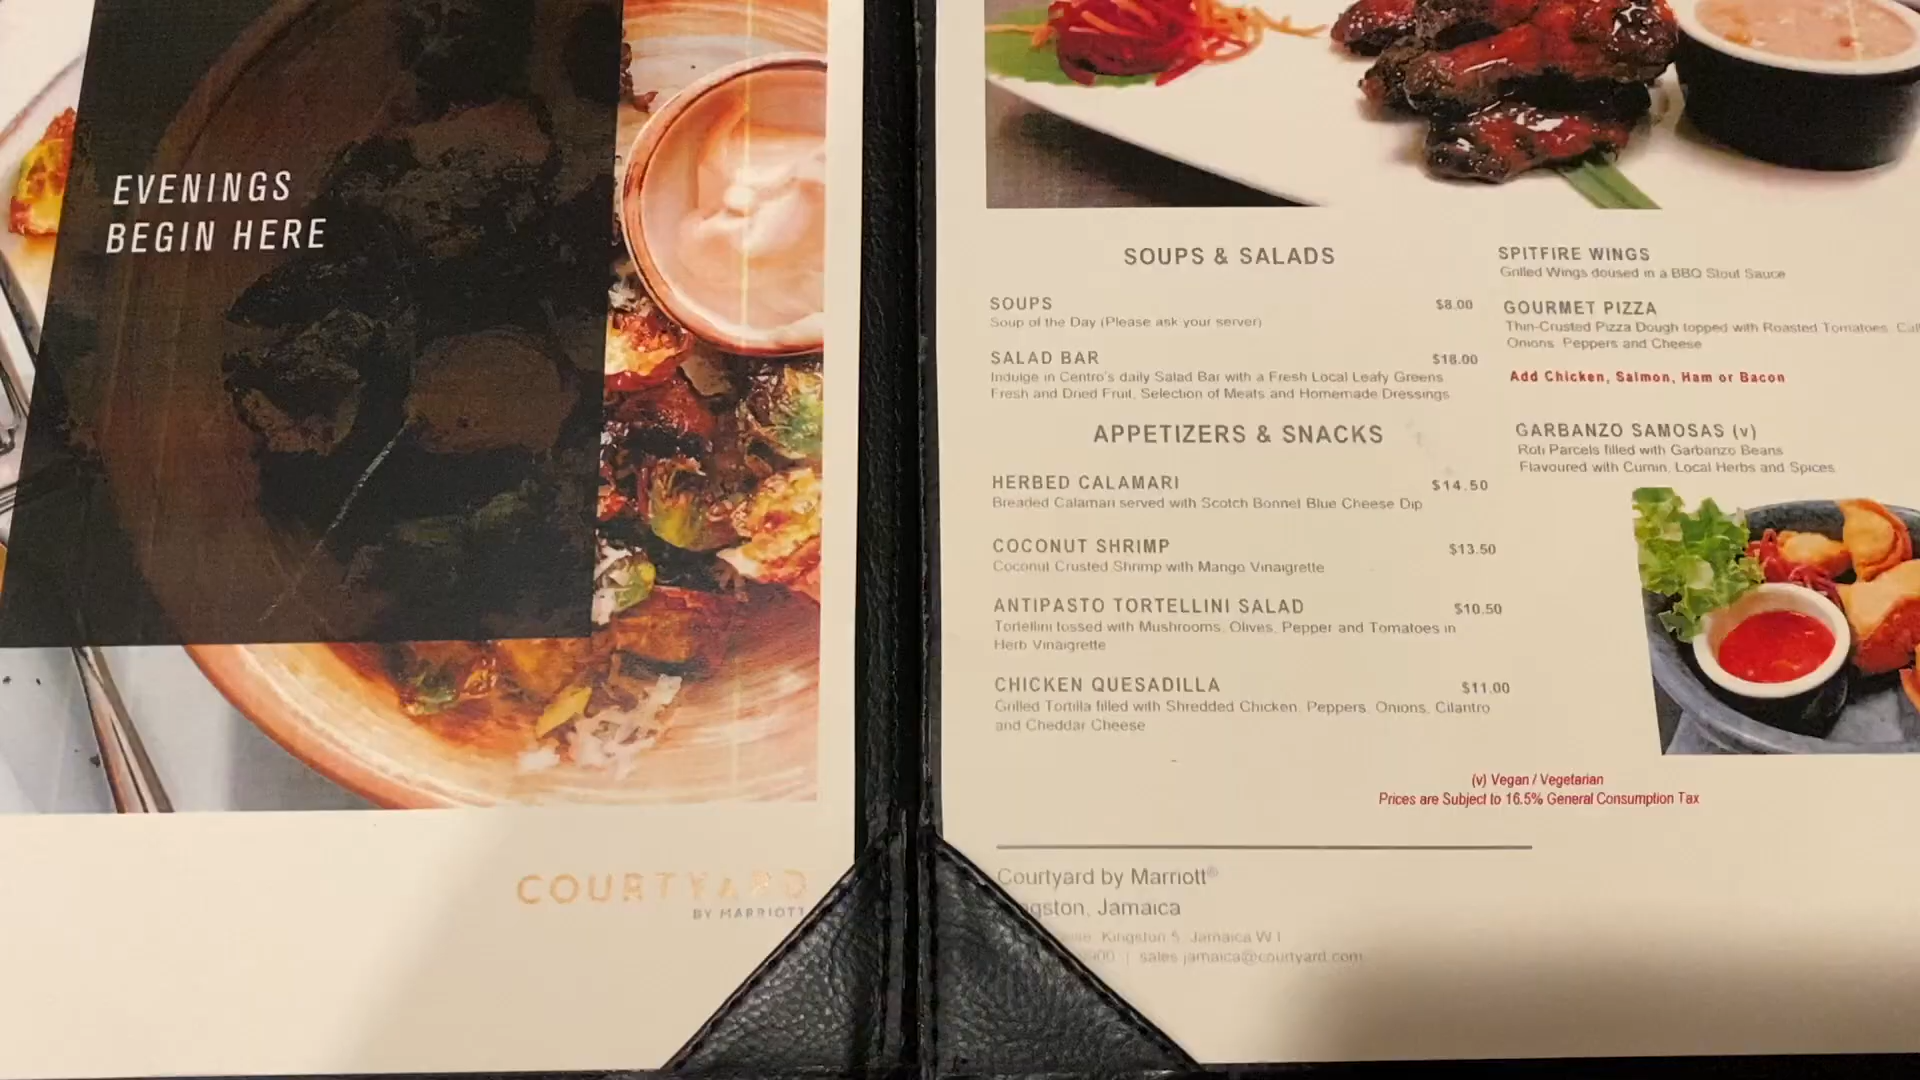 EVENINGS
BEGIN HERE
COURTYARD
BY MARRIOTT
SOUPS & SALADS
SOUPS $8.00
Soup of the Day (Please ask your server)
SALAD BAR $18.00
Indulge in Centro's daily Salad Bar with a Fresh Local Leafy Greens
Fresh and Dried Fruit, Selection of Meats and Homemade Dressings
APPETIZERS & SNACKS
HERBED CALAMARI $14.50
Breaded Calamari served with Scotch Bonnet Blue Cheese Dip
COCONUT SHRIMP $13.50
Coconut Crusted Shrimp with Mango Vinaigrette
ANTIPASTO TORTELLINI SALAD $10.50
Tortellini tossed with Mushrooms, Olives, Pepper and Tomatoes in
Herb Vinaigrette
CHICKEN QUESADILLA $11.00
Grilled Tortilla filled with Shredded Chicken, Peppers, Onions, Cilantro
and Cheddar Cheese
SPITFIRE WINGS
Grilled Wings doused in a BBQ Stout Sauce
GOURMET PIZZA
Thin-Crusted Pizza Dough topped with Roasted Tomatoes,
Onions, Peppers and Cheese
Add Chicken, Salmon, Ham or Bacon
GARBANZO SAMOSAS (v)
Roti Parcels filled with Garbanzo Beans
Flavoured with Cumin, Local Herbs and Spices
(v) Vegan / Vegetarian
Prices are Subject to 16.5% General Consumption Tax
Courtyard by Marriott®
Jamaica
Kingston 5, Jamaica W.I.
| sales.jamaica@courtyard.com